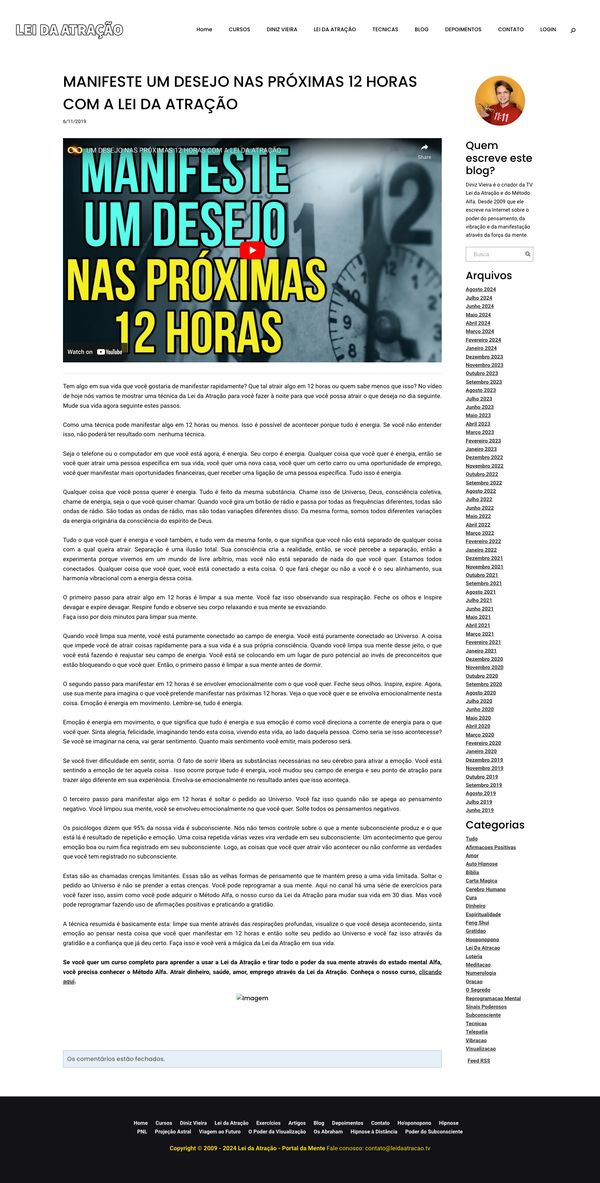 LEI DA ATRAÇÃO
Home CURSOS DINIZ VIEIRA LEI DA ATRAÇÃO TECNICAS BLOG DEPOIMENTOS CONTATO LOGIN
MANIFESTE UM DESEJO NAS PRÓXIMAS 12 HORAS
COM A LEI DA ATRAÇÃO
6/11/2019
UM DESEJO NAS PRÓXIMAS 12 HORAS COM A LEI DA ATRAÇÃO
Share
MANIFESTE
UM DESEJO
NAS PRÓXIMAS
12 HORAS
Watch on YouTube
Tem algo em sua vida que você gostaria de manifestar rapidamente? Que tal atrair algo em 12 horas ou quem sabe menos que isso? No vídeo
de hoje nós vamos te mostrar uma técnica da Lei da Atração para você fazer à noite para que você possa atrair o que deseja no dia seguinte.
Mude sua vida agora seguinte estes passos.
Como uma técnica pode manifestar algo em 12 horas ou menos. Isso é possível de acontecer porque tudo é energia. Se você não entender
isso, não poderá ter resultado com nenhuma técnica.
Seja o telefone ou o computador em que você está agora, é energia. Seu corpo é energia. Qualquer coisa que você quer é energia, então se
você quer atrair uma pessoa específica em sua vida, você quer uma nova casa, você quer um certo carro ou uma oportunidade de emprego,
você quer manifestar mais oportunidades financeiras, quer receber uma ligação de uma pessoa específica. Tudo isso é energia.
Qualquer coisa que você possa querer é energia. Tudo é feito da mesma substância. Chame isso de Universo, Deus, consciência coletiva,
chame de energia, seja o que você quiser chamar. Quando você gira um botão de rádio e passa por todas as frequências diferentes, todas são
ondas de rádio. São todas as ondas de rádio, mas são todas variações diferentes disso. Da mesma forma, somos todos diferentes variações
da energia originária da consciência do espírito de Deus.
Tudo o que você quer é energia e você também, e tudo vem da mesma fonte, o que significa que você não está separado de qualquer coisa
com a qual queira atrair. Separação é uma ilusão total. Sua consciência cria a realidade, então, se você percebe a separação, então a
experimenta porque vivemos em um mundo de livre arbítrio, mas você não está separado de nada do que você quer. Estamos todos
conectados. Qualquer coisa que você quer, você está conectado a esta coisa. O que fará chegar ou não a você é o seu alinhamento, sua
harmonia vibracional com a energia dessa coisa.
O primeiro passo para atrair algo em 12 horas é limpar a sua mente. Você faz isso observando sua respiração. Feche os olhos e Inspire
devagar e expire devagar. Respire fundo e observe seu corpo relaxando e sua mente se esvaziando.
Faça isso por dois minutos para limpar sua mente.
Quando você limpa sua mente, você está puramente conectado ao campo de energia. Você está puramente conectado ao Universo. A coisa
que impede você de atrair coisas rapidamente para a sua vida é a sua própria consciência. Quando você limpa sua mente desse jeito, o que
você está fazendo é reajustar seu campo de energia. Você está se colocando em um lugar de puro potencial ao invés de preconceitos que
estão bloqueando o que você quer. Então, o primeiro passo é limpar a sua mente antes de dormir.
O segundo passo para manifestar em 12 horas é se envolver emocionalmente com o que você quer. Feche seus olhos. Inspire, expire. Agora,
use sua mente para imagina o que você pretende manifestar nas próximas 12 horas. Veja o que você quer e se envolva emocionalmente nesta
coisa. Emoção é energia em movimento. Lembre-se, tudo é energia.
Emoção é energia em movimento, o que significa que tudo é energia e sua emoção é como você direciona a corrente de energia para o que
você quer. Sinta alegria, felicidade, imaginando tendo esta coisa, vivendo esta vida, ao lado daquela pessoa. Como seria se isso acontecesse?
Se você se imaginar na cena, vai gerar sentimento. Quanto mais sentimento você emitir, mais poderoso será.
Se você tiver dificuldade em sentir, sorria. O fato de sorrir libera as substâncias necessárias no seu cérebro para ativar a emoção. Você está
sentindo a emoção de ter aquela coisa . Isso ocorre porque tudo é energia, você mudou seu campo de energia e seu ponto de atração para
trazer algo diferente em sua experiência. Envolva-se emocionalmente no resultado antes que isso aconteça.
O terceiro passo para manifestar algo em 12 horas é soltar o pedido ao Universo. Você faz isso quando não se apega ao pensamento
negativo. Você limpou sua mente, você se envolveu emocionalmente no que você quer. Solte todos os pensamentos negativos.
Os psicólogos dizem que 95% da nossa vida é subconsciente. Nós não temos controle sobre o que a mente subconsciente produz e o que
está lá é resultado de repetição e emoção. Uma coisa repetida várias vezes vira verdade em seu subconsciente. Um acontecimento que gerou
emoção boa ou ruim fica registrado em seu subconsciente. Logo, as coisas que você quer atrair vão acontecer ou não conforme as verdades
que você tem registrado no subconsciente.
Estas são as chamadas crenças limitantes. Essas são as velhas formas de pensamento que te mantém preso a uma vida limitada. Soltar o
pedido ao Universo é não se prender a estas crenças. Você pode reprogramar a sua mente. Aqui no canal há uma série de exercícios para
você fazer isso, assim como você pode adquirir o Método Alfa, o nosso curso da Lei da Atração para mudar sua vida em 30 dias. Mas você
pode reprogramar fazendo uso de afirmações positivas e praticando a gratidão.
A técnica resumida é basicamente esta: limpe sua mente através das respirações profundas, visualize o que você deseja acontecendo, sinta
emoção ao pensar nesta coisa que você quer manifestar em 12 horas e então solte seu pedido ao Universo e você faz isso através da
gratidão e a confiança que já deu certo. Faça isso e você verá a mágica da Lei da Atração em sua vida.
Se você quer um curso completo para aprender a usar a Lei da Atração e tirar todo o poder da sua mente através do estado mental Alfa,
você precisa conhecer o Método Alfa. Atrair dinheiro, saúde, amor, emprego através da Lei da Atração. Conheça o nosso curso, clicando
aqui.
Imagem
Os comentários estão fechados.
11:11
Quem
escreve este
blog?
Diniz Vieira é o criador da TV
Lei da Atração e do Método
Alfa. Desde 2009 que ele
escreve na Internet sobre o
poder do pensamento, da
vibração e da manifestação
através da força da mente.
Busca
Arquivos
Agosto 2024
Julho 2024
Junho 2024
Maio 2024
Abril 2024
Março 2024
Fevereiro 2024
Janeiro 2024
Dezembro 2023
Novembro 2023
Outubro 2023
Setembro 2023
Agosto 2023
Julho 2023
Junho 2023
Maio 2023
Abril 2023
Março 2023
Fevereiro 2023
Janeiro 2023
Dezembro 2022
Novembro 2022
Outubro 2022
Setembro 2022
Agosto 2022
Julho 2022
Junho 2022
Maio 2022
Abril 2022
Março 2022
Fevereiro 2022
Janeiro 2022
Dezembro 2021
Novembro 2021
Outubro 2021
Setembro 2021
Agosto 2021
Julho 2021
Junho 2021
Maio 2021
Abril 2021
Março 2021
Fevereiro 2021
Janeiro 2021
Dezembro 2020
Novembro 2020
Outubro 2020
Setembro 2020
Agosto 2020
Julho 2020
Junho 2020
Maio 2020
Abril 2020
Março 2020
Fevereiro 2020
Janeiro 2020
Dezembro 2019
Novembro 2019
Outubro 2019
Setembro 2019
Agosto 2019
Julho 2019
Junho 2019
Categorias
Tudo
Afirmacoes Positivas
Amor
Auto Hipnose
Bíblia
Carta Magica
Cerebro Humano
Cura
Dinheiro
Espiritualidade
Feng Shui
Gratidao
Hooponopono
Lei Da Atracao
Loteria
Meditacao
Numerologia
Oracao
O Segredo
Reprogramacao Mental
Sinais Poderosos
Subconsciente
Tecnicas
Telepatia
Vibracao
Visualizacao
Feed RSS
Home Cursos Diniz Vieira Lei da Atração Exercícios Artigos Blog Depoimentos Contato Ho'oponopono Hipnose
PNL Projeção Astral Viagem ao Futuro O Poder da Visualização Os Abraham Hipnose à Distância Poder do Subconsciente
Copyright © 2009 - 2024 Lei da Atração - Portal da Mente Fale conosco: contato@leidaatracao.tv